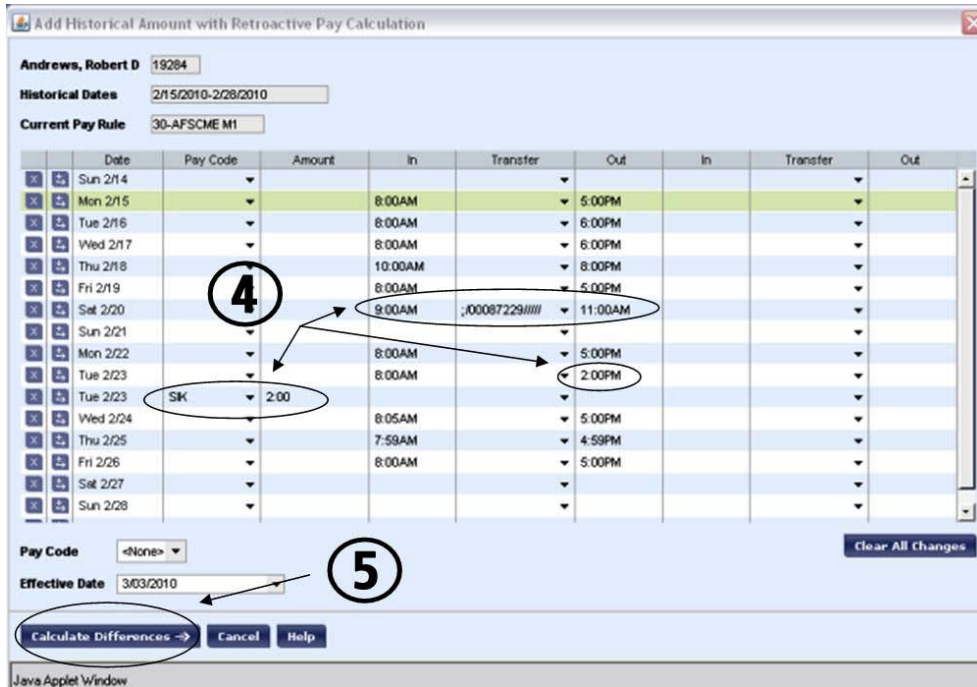 Add Historical Amount with Retroactive Pay Calculation
Andrews, Robert D 19284
Historical Dates 2/15/2010-2/28/2010
Current Pay Rule 30-AFSCME M1
Date Pay Code Amount In Transfer Out In Transfer Out
Sun 2/14
Mon 2/15 8:00AM 5:00PM
Tue 2/16 8:00AM 6:00PM
Wed 2/17 8:00AM 6:00PM
Thu 2/18 10:00AM 8:00PM
Fri 2/19 8:00AM 5:00PM
4
Sat 2/20 9:00AM ;/00087229///// 11:00AM
Sun 2/21
Mon 2/22 8:00AM 5:00PM
Tue 2/23 8:00AM 2:00PM
Tue 2/23 SIK 2:00
Wed 2/24 8:05AM 5:00PM
Thu 2/25 7:59AM 4:59PM
Fri 2/26 8:00AM 5:00PM
Sat 2/27
Sun 2/28
Pay Code <None> Clear All Changes
Effective Date 3/03/2010
5
Calculate Differences Cancel Help
Java Applet Window